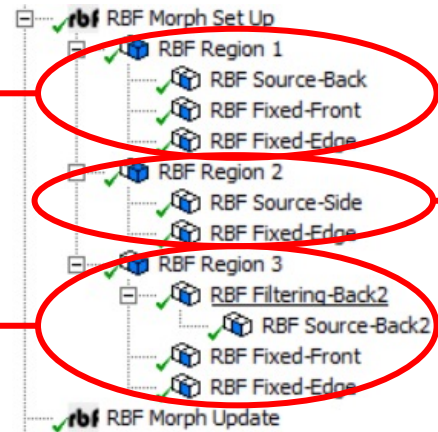 rbf RBF Morph Set Up
RBF Region 1
RBF Source-Back
RBF Fixed-Front
RBF Fixed-Edge
RBF Region 2
RBF Source-Side
RBF Fixed-Edge
RBF Region 3
RBF Filtering-Back2
RBF Source-Back2
RBF Fixed-Front
RBF Fixed-Edge
rbf RBF Morph Update